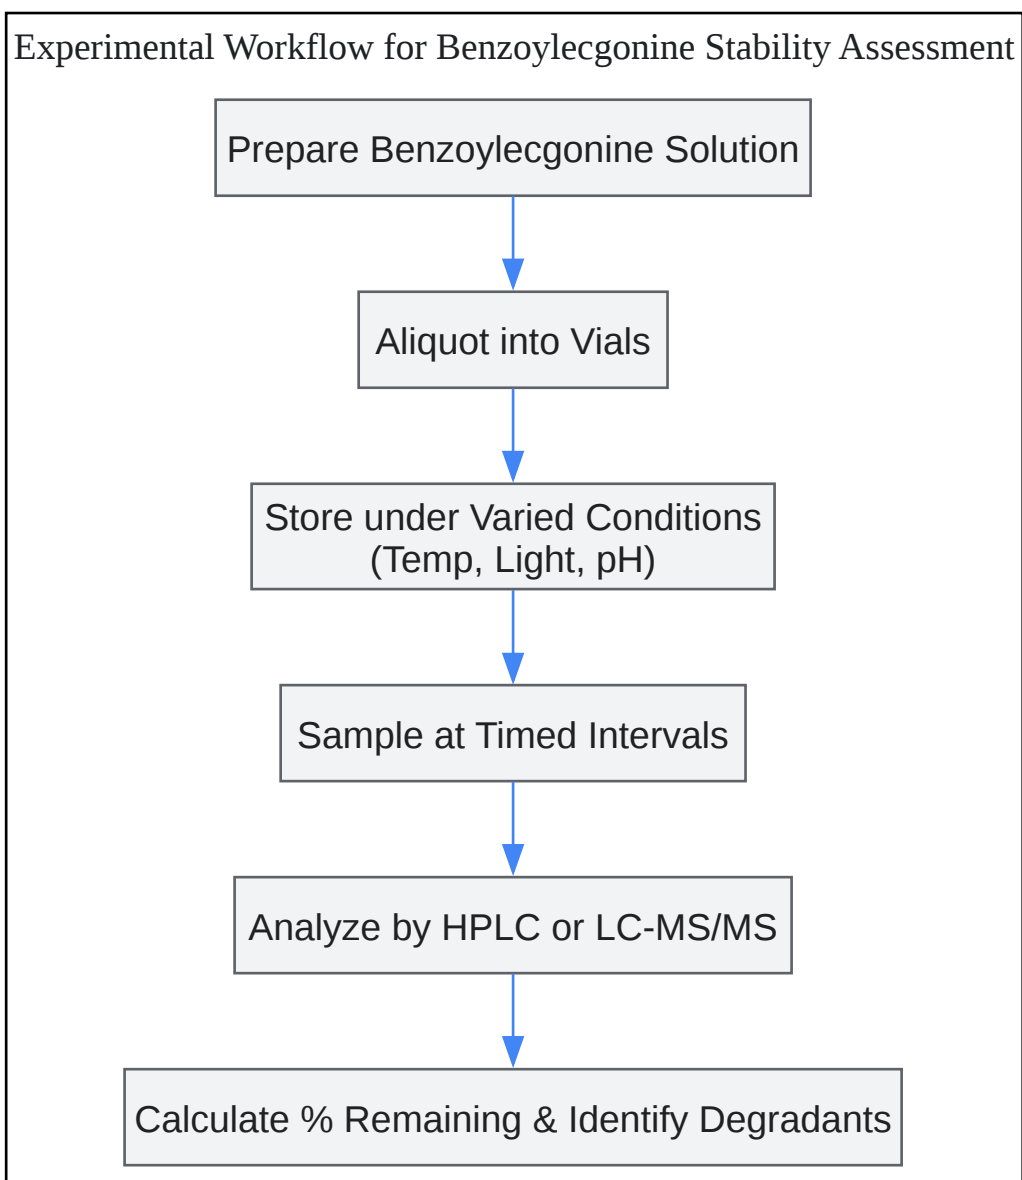 Experimental Workflow for Benzoylecgonine Stability Assessment
Prepare Benzoylecgonine Solution
Aliquot into Vials
Store under Varied Conditions
(Temp, Light, pH)
Sample at Timed Intervals
Analyze by HPLC or LC-MS/MS
Calculate % Remaining & Identify Degradants